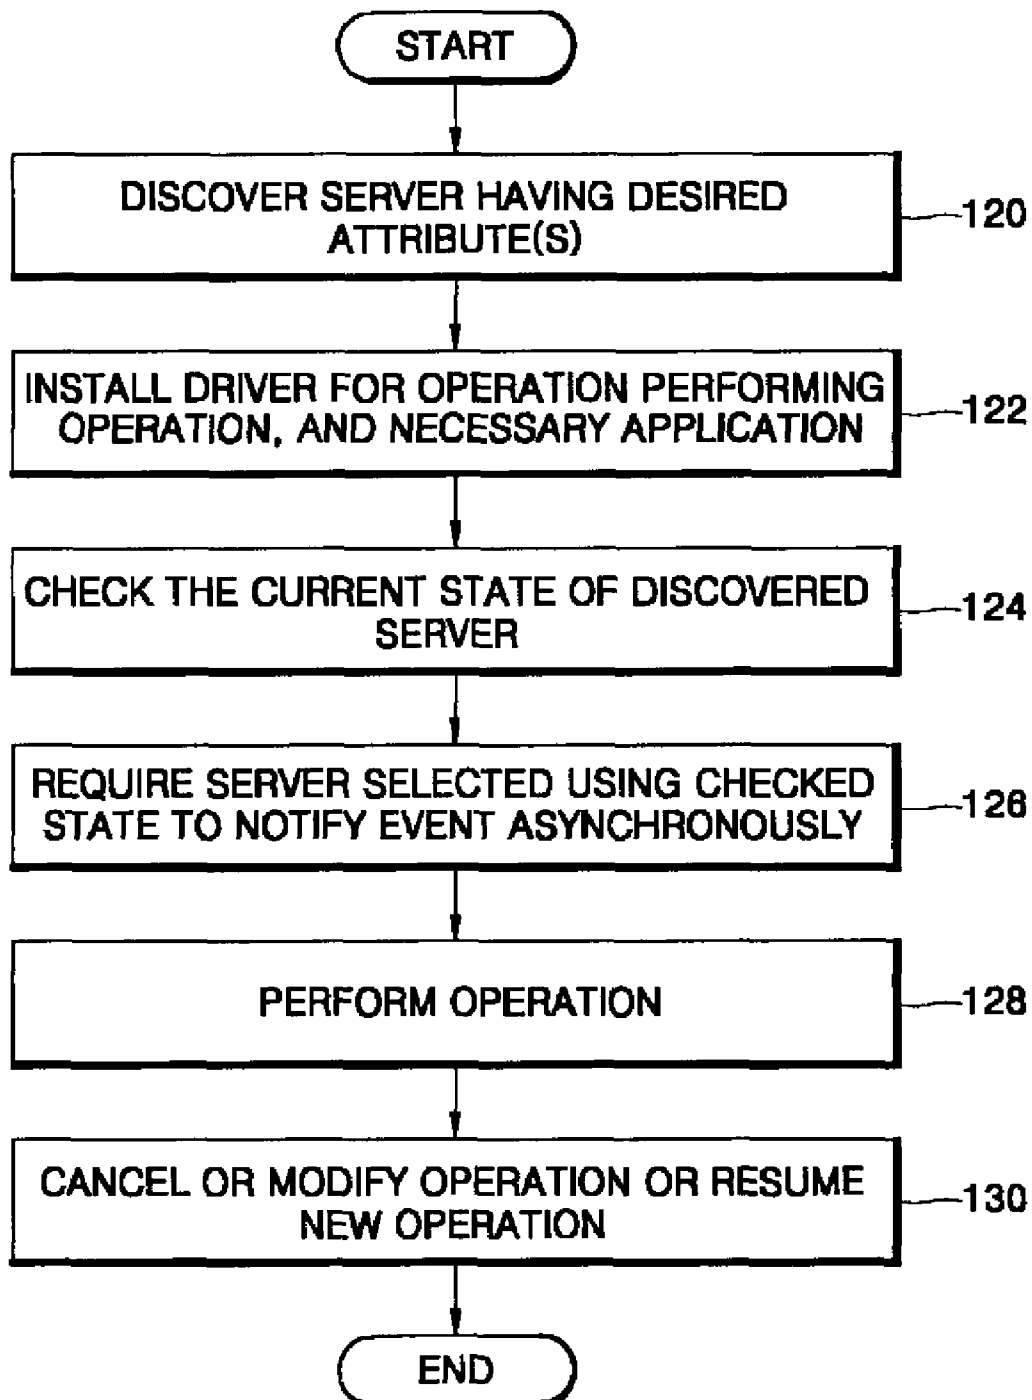 START
DISCOVER SERVER HAVING DESIRED
ATTRIBUTE(S)
120
INSTALL DRIVER FOR OPERATION PERFORMING
OPERATION, AND NECESSARY APPLICATION
122
CHECK THE CURRENT STATE OF DISCOVERED
SERVER
124
REQUIRE SERVER SELECTED USING CHECKED
STATE TO NOTIFY EVENT ASYNCHRONOUSLY
126
PERFORM OPERATION
128
CANCEL OR MODIFY OPERATION OR RESUME
NEW OPERATION
130
END